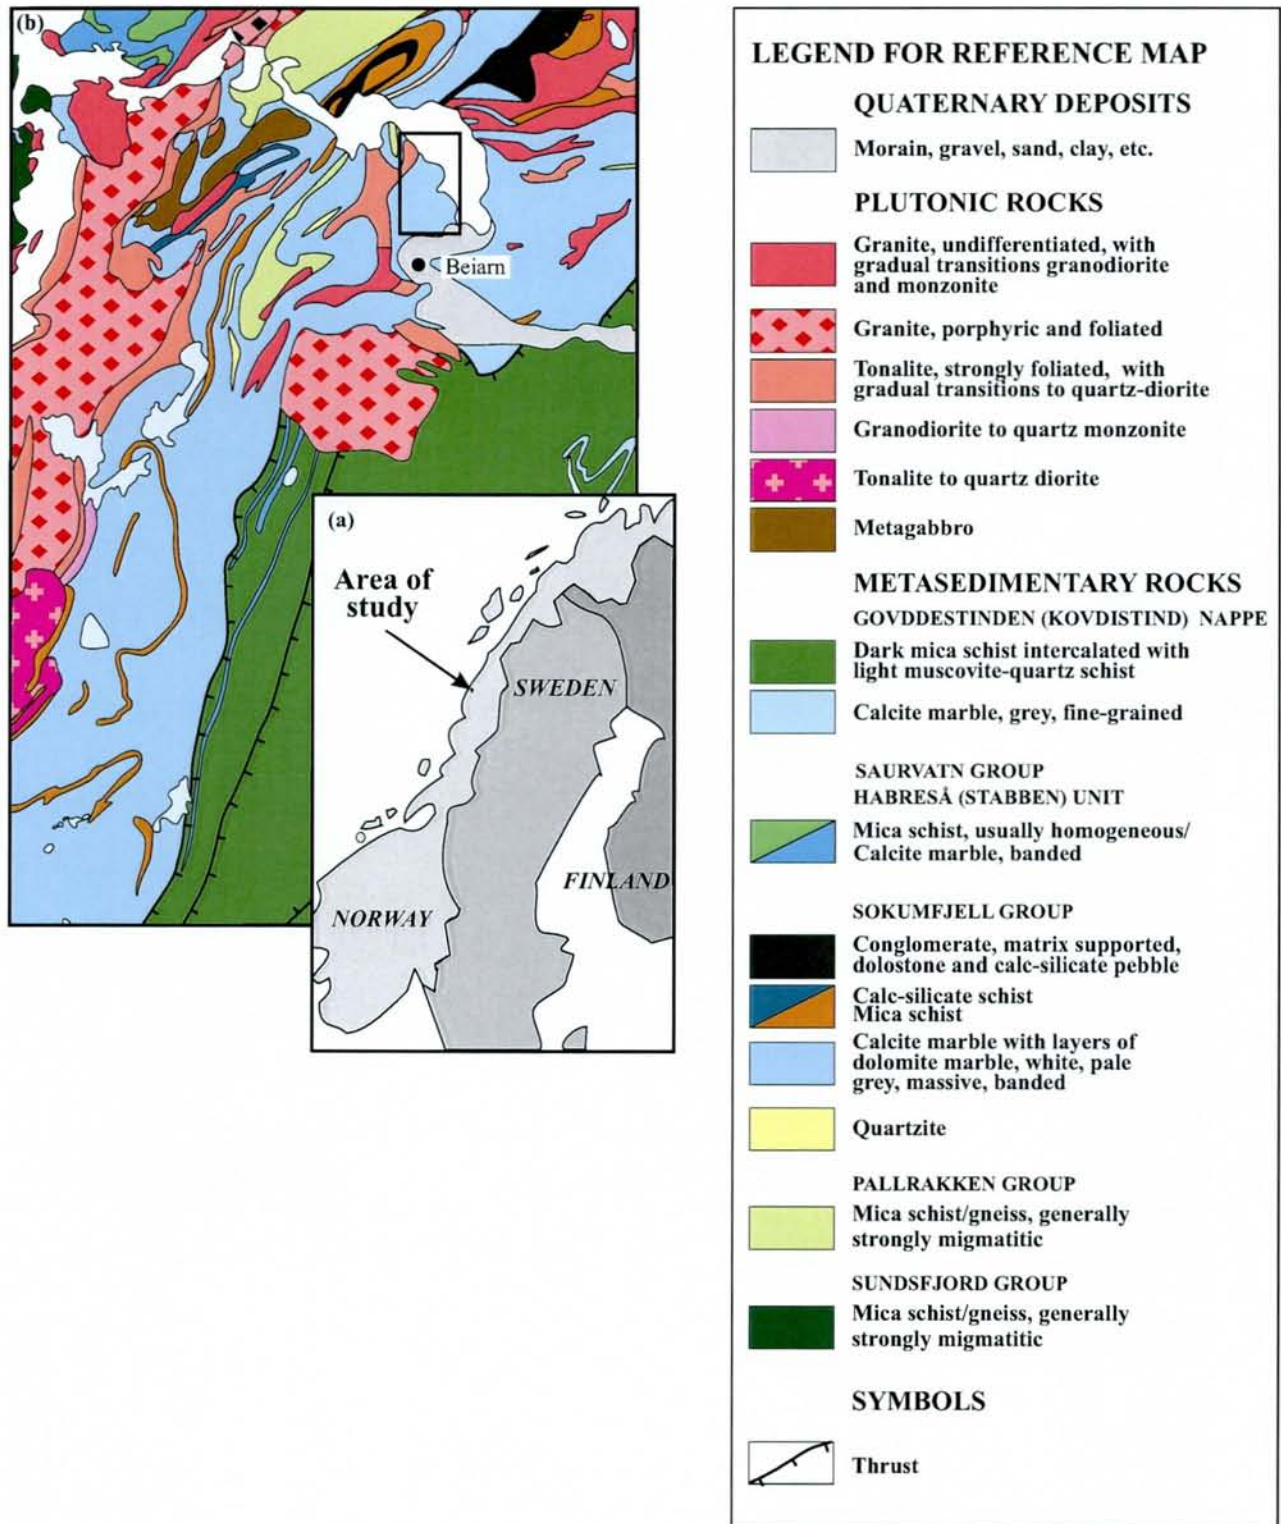 (b)
Beiarn
(a)
Area of
study
SWEDEN
FINLAND
NORWAY
LEGEND FOR REFERENCE MAP
QUATERNARY DEPOSITS
Morain, gravel, sand, clay, etc.
PLUTONIC ROCKS
Granite, undifferentiated, with
gradual transitions granodiorite
and monzonite
Granite, porphyric and foliated
Tonalite, strongly foliated, with
gradual transitions to quartz-diorite
Granodiorite to quartz monzonite
Tonalite to quartz diorite
Metagabbro
METASEDIMENTARY ROCKS
GOVDDESTINDEN (KOVDISTIND) NAPPE
Dark mica schist intercalated with
light muscovite-quartz schist
Calcite marble, grey, fine-grained
SAURVATN GROUP
HABRESÅ (STABBEN) UNIT
Mica schist, usually homogeneous/
Calcite marble, banded
SOKUMFJELL GROUP
Conglomerate, matrix supported,
dolostone and calc-silicate pebble
Calc-silicate schist
Mica schist
Calcite marble with layers of
dolomite marble, white, pale
grey, massive, banded
Quartzite
PALLRAKKEN GROUP
Mica schist/gneiss, generally
strongly migmatitic
SUNDSFJORD GROUP
Mica schist/gneiss, generally
strongly migmatitic
SYMBOLS
Thrust